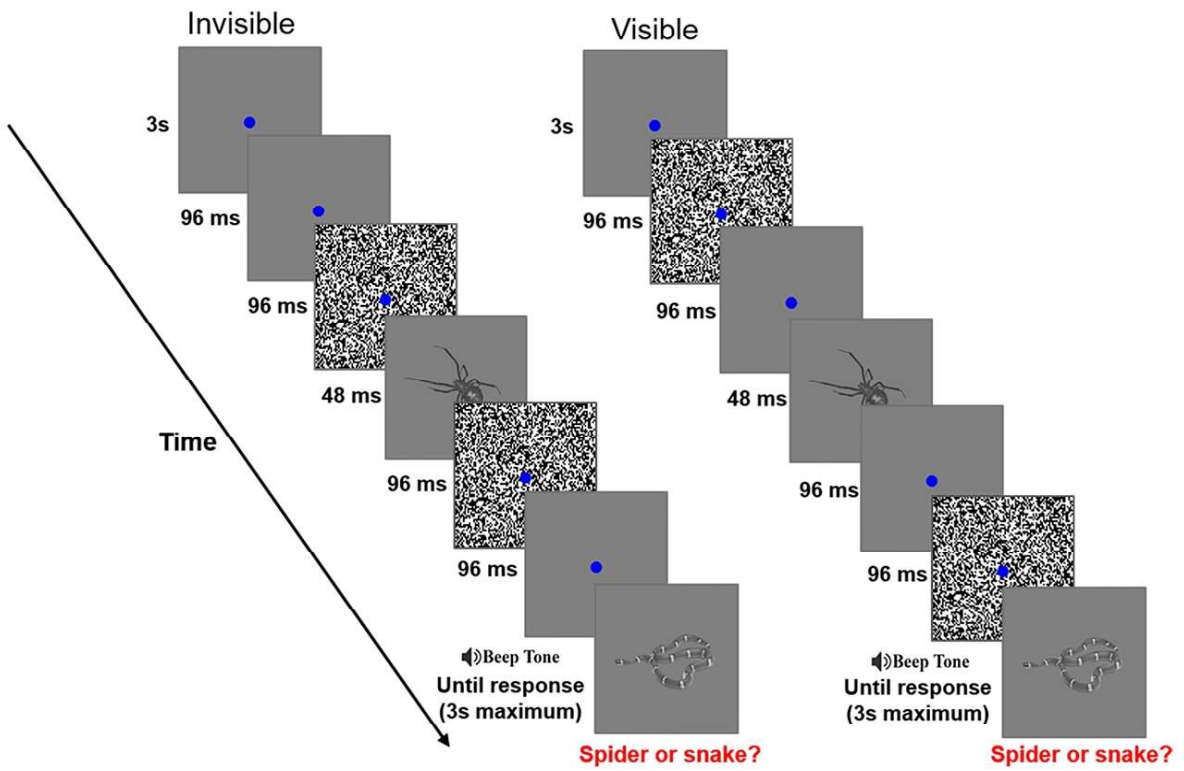 Invisible
Visible
3s
3s
96 ms
96 ms
96 ms
96 ms
48 ms
48 ms
Time
96 ms
96 ms
96 ms
96 ms
Beep Tone
Until response
(3s maximum)
Spider or snake?
Beep Tone
Until response
(3s maximum)
Spider or snake?